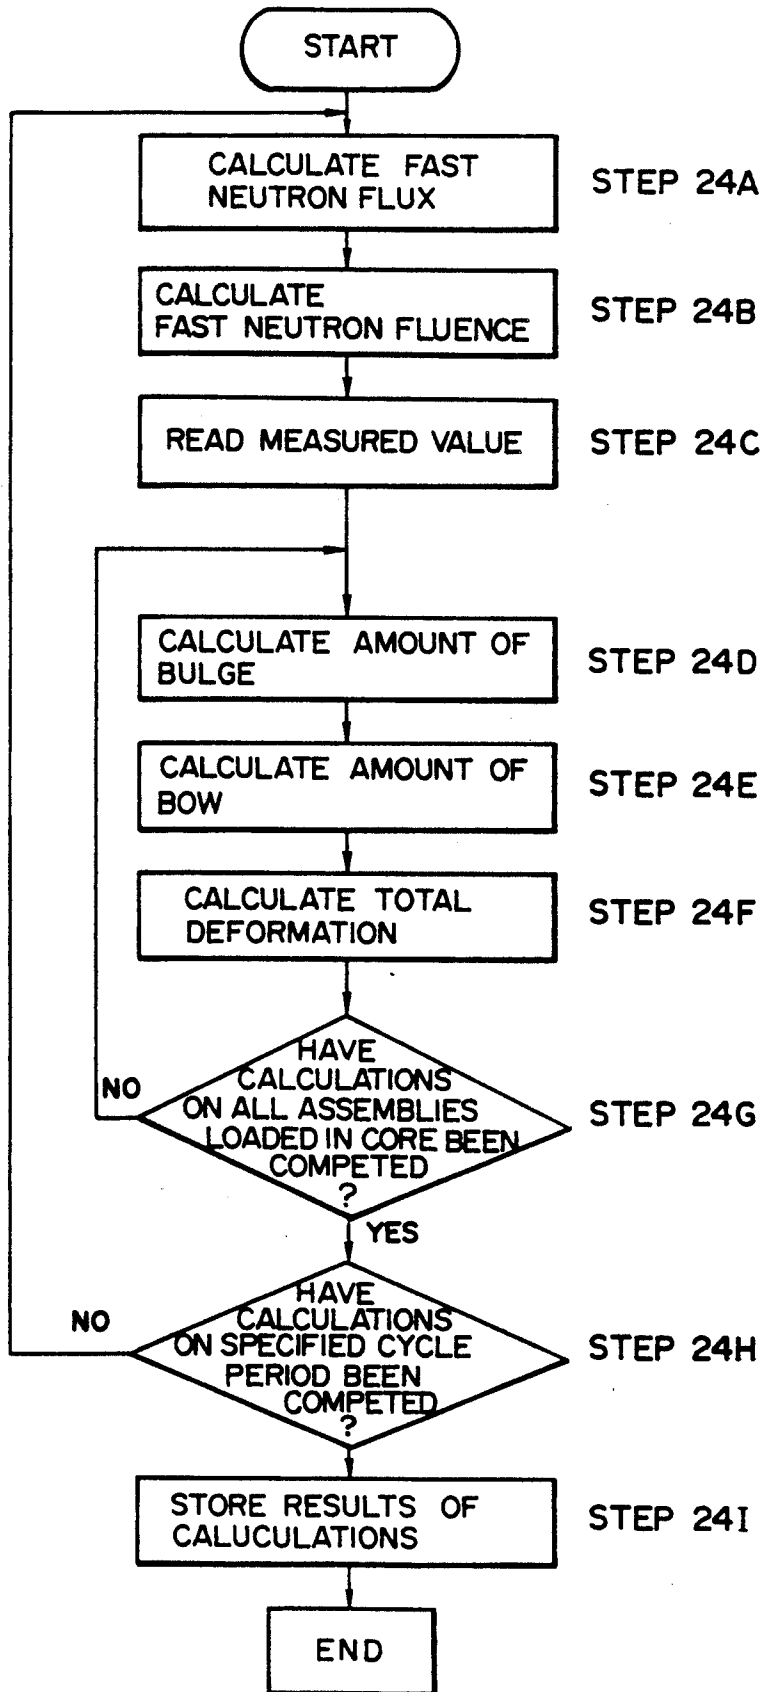 START
CALCULATE FAST
NEUTRON FLUX
STEP 24A
CALCULATE
FAST NEUTRON FLUENCE
STEP 24B
READ MEASURED VALUE
STEP 24C
CALCULATE AMOUNT OF
BULGE
STEP 24D
CALCULATE AMOUNT OF
BOW
STEP 24E
CALCULATE TOTAL
DEFORMATION
STEP 24F
HAVE
CALCULATIONS
ON ALL ASSEMBLIES
LOADED IN CORE BEEN
COMPETED
?
STEP 24G
NO
YES
HAVE
CALCULATIONS
ON SPECIFIED CYCLE
PERIOD BEEN
COMPETED
?
STEP 24H
NO
STORE RESULTS OF
CALUCULATIONS
STEP 24I
END